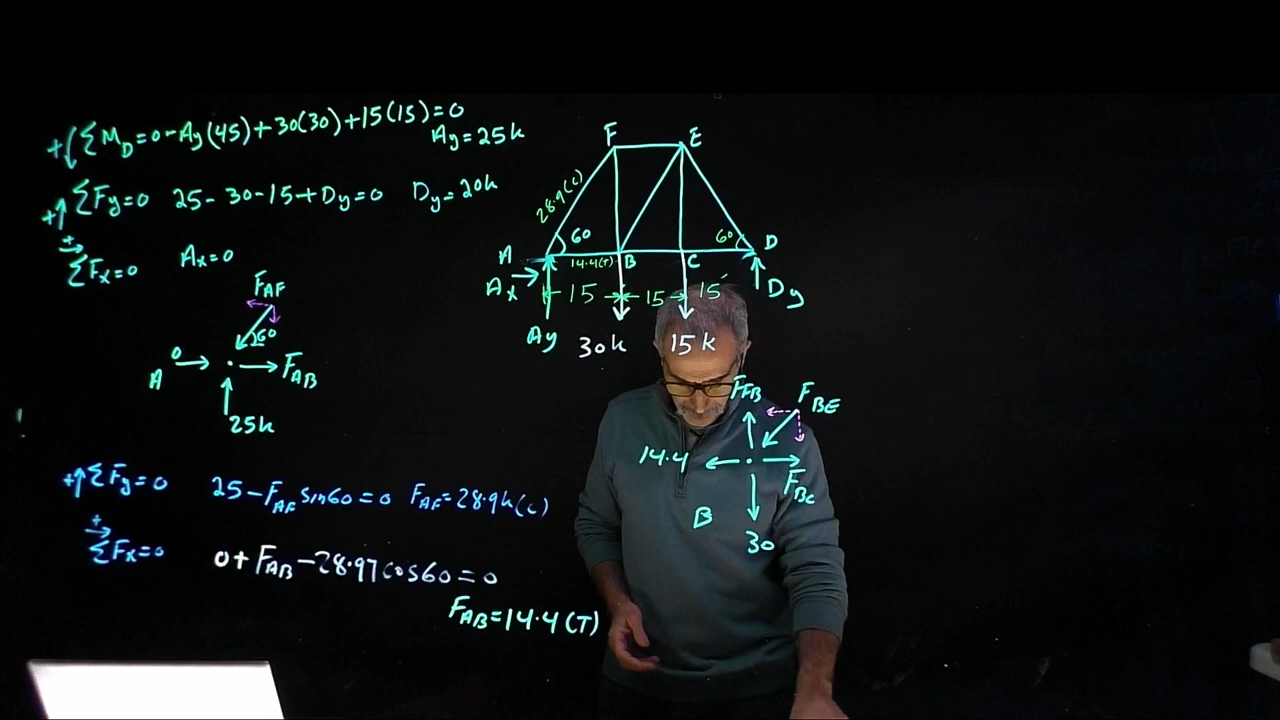 +↓ ΣM_D=0 -Ay(45)+30(30)+15(15)=0
Ay=25k
+↑ ΣFy=0 25-30-15+Dy=0 Dy=20k
+→ ΣFx=0 Ax=0
F_AF
60
A 0 F_AB
25k
+↑ ΣFy=0 25-F_AF sin60=0 F_AF=28.9k(c)
+→ ΣFx=0 0+F_AB-28.97cos60=0
F_AB=14.4(T)
F E
28.9(c)
60 60 D
A 14.4(T) B C
Ax 15 15 15' Dy
Ay 30k 15k
F_FB F_BE
14.4 F_BC
B
30